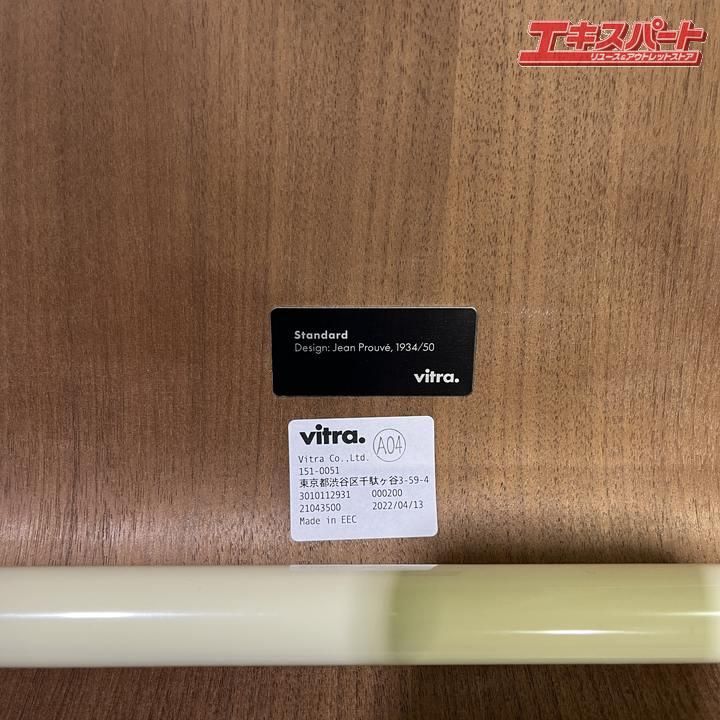 エキスパート
リユース&アウトレットストア
Standard
Design: Jean Prouvé, 1934/50
vitra.
vitra. A04
Vitra Co.,Ltd.
151-0051
東京都渋谷区千駄ヶ谷3-59-4
3010112931 000200
21043500 2022/04/13
Made in EEC